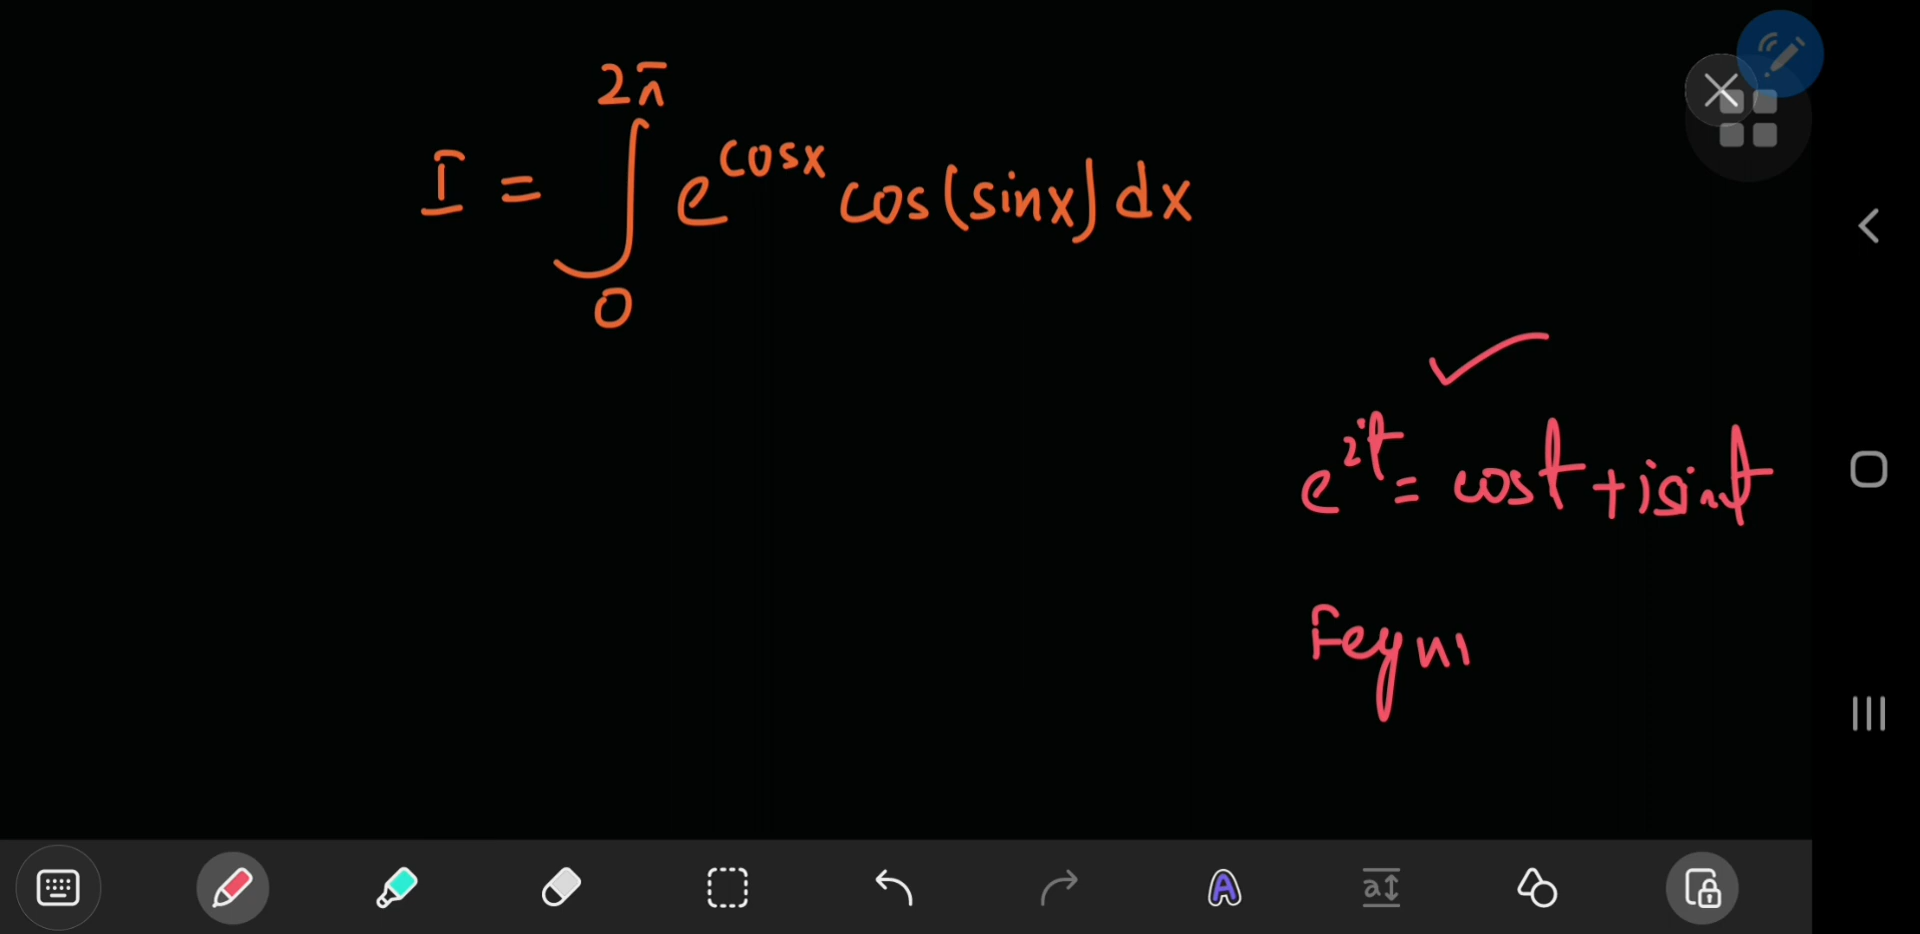 I = ∫₀^{2π} e^{cosx} cos(sinx) dx
e^{it} = cost + isint
Feyn